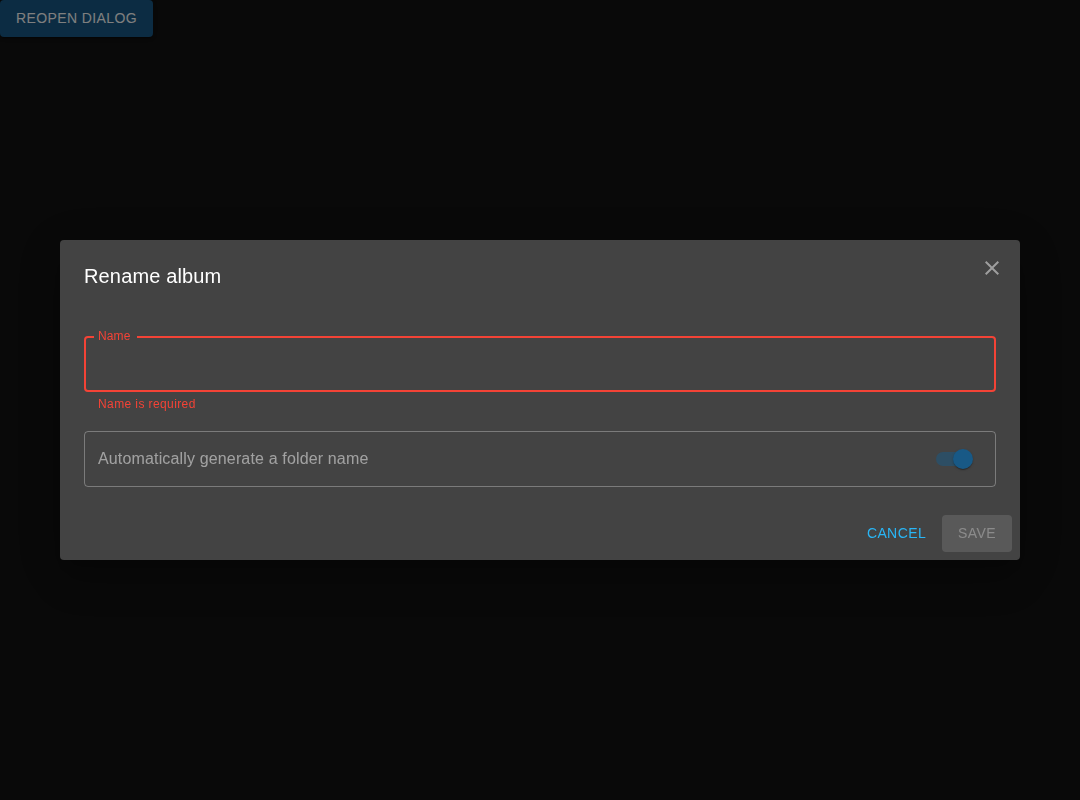 REOPEN DIALOG
Rename album
Name
Name is required
Automatically generate a folder name
CANCEL
SAVE